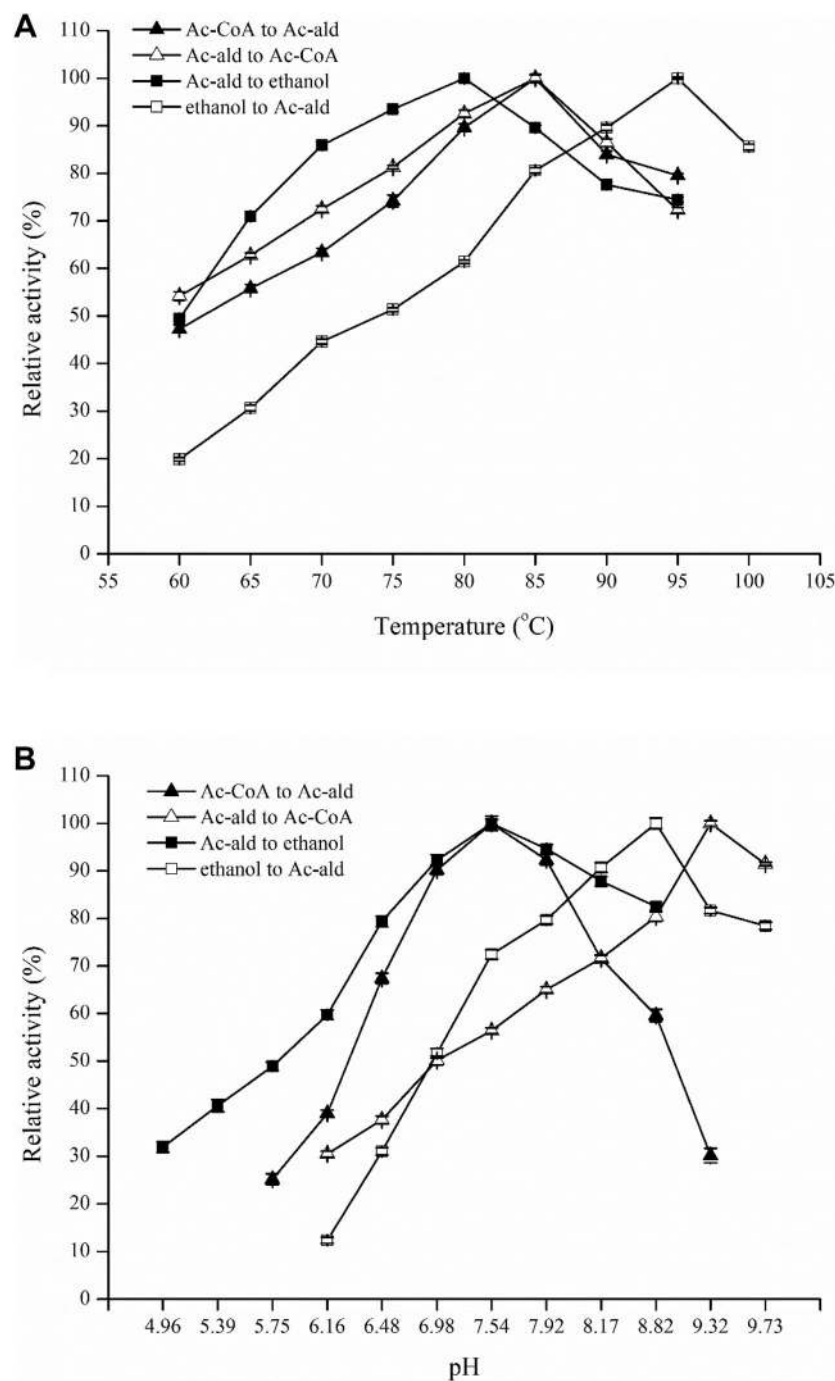 A
Ac-CoA to Ac-ald
Ac-ald to Ac-CoA
Ac-ald to ethanol
ethanol to Ac-ald
Relative activity (%)
110
100
90
80
70
60
50
40
30
20
10
0
55 60 65 70 75 80 85 90 95 100 105
Temperature (°C)
B
Ac-CoA to Ac-ald
Ac-ald to Ac-CoA
Ac-ald to ethanol
ethanol to Ac-ald
Relative activity (%)
110
100
90
80
70
60
50
40
30
20
10
0
4.96 5.39 5.75 6.16 6.48 6.98 7.54 7.92 8.17 8.82 9.32 9.73
pH